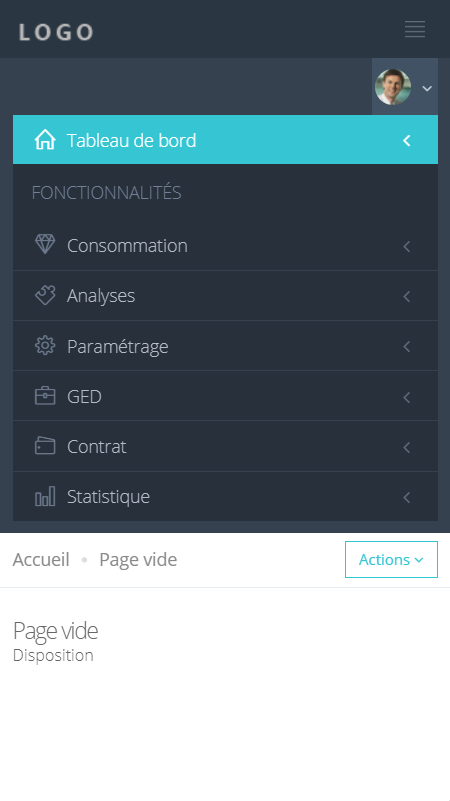 LOGO
Tableau de bord
FONCTIONNALITÉS
Consommation
Analyses
Paramétrage
GED
Contrat
Statistique
Accueil Page vide Actions
Page vide
Disposition